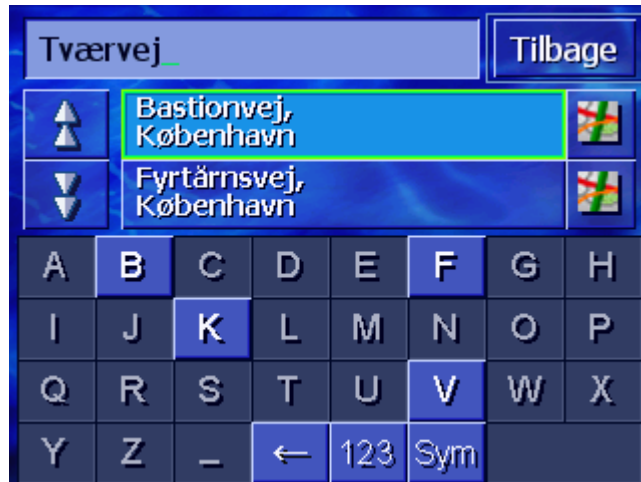 Tværvej_
Tilbage
Bastionvej,
København
Fyrtårnsvej,
København
A B C D E F G H
I J K L M N O P
Q R S T U V W X
Y Z _ ← 123 Sym